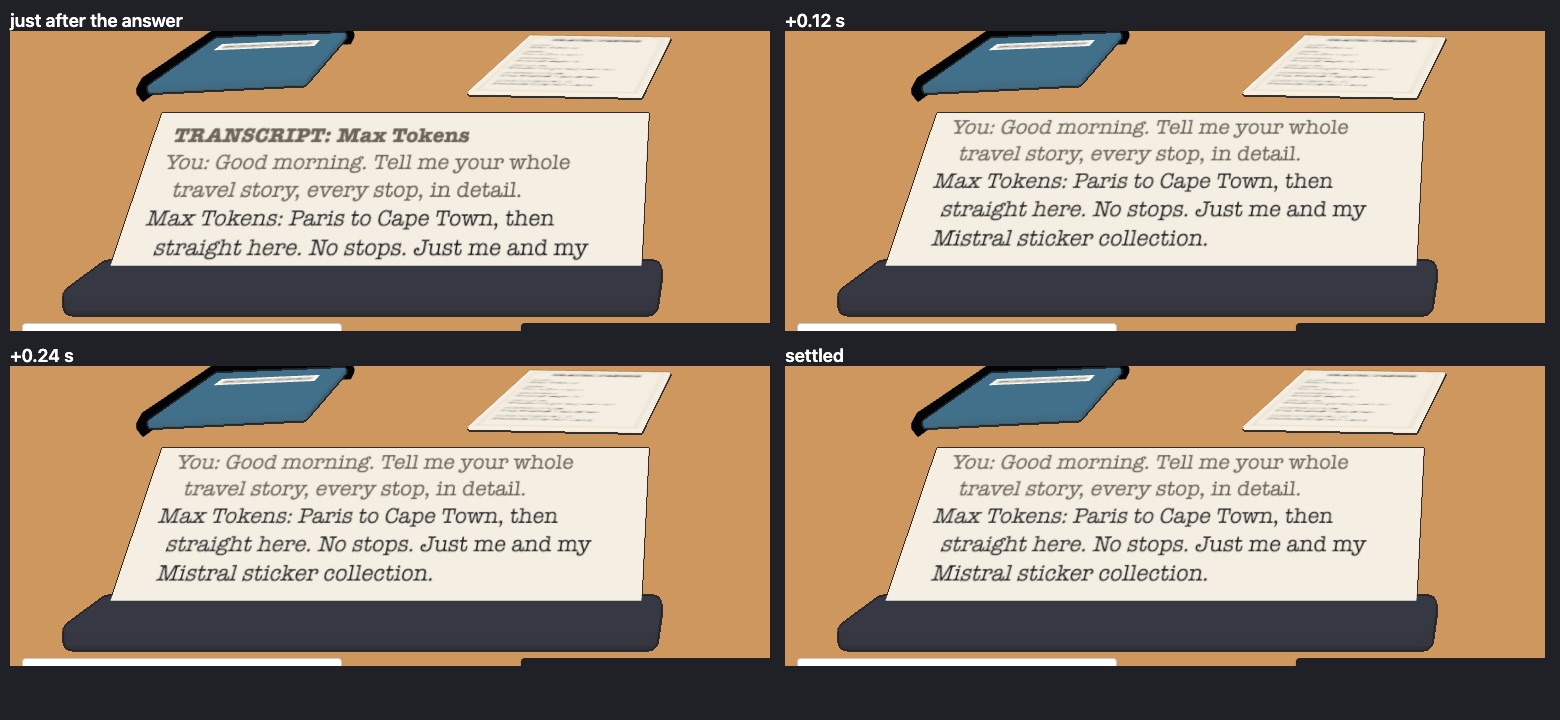 just after the answer
TRANSCRIPT: Max Tokens
You: Good morning. Tell me your whole
travel story, every stop, in detail.
Max Tokens: Paris to Cape Town, then
straight here. No stops. Just me and my
+0.12 s
You: Good morning. Tell me your whole
travel story, every stop, in detail.
Max Tokens: Paris to Cape Town, then
straight here. No stops. Just me and my
Mistral sticker collection.
+0.24 s
You: Good morning. Tell me your whole
travel story, every stop, in detail.
Max Tokens: Paris to Cape Town, then
straight here. No stops. Just me and my
Mistral sticker collection.
settled
You: Good morning. Tell me your whole
travel story, every stop, in detail.
Max Tokens: Paris to Cape Town, then
straight here. No stops. Just me and my
Mistral sticker collection.